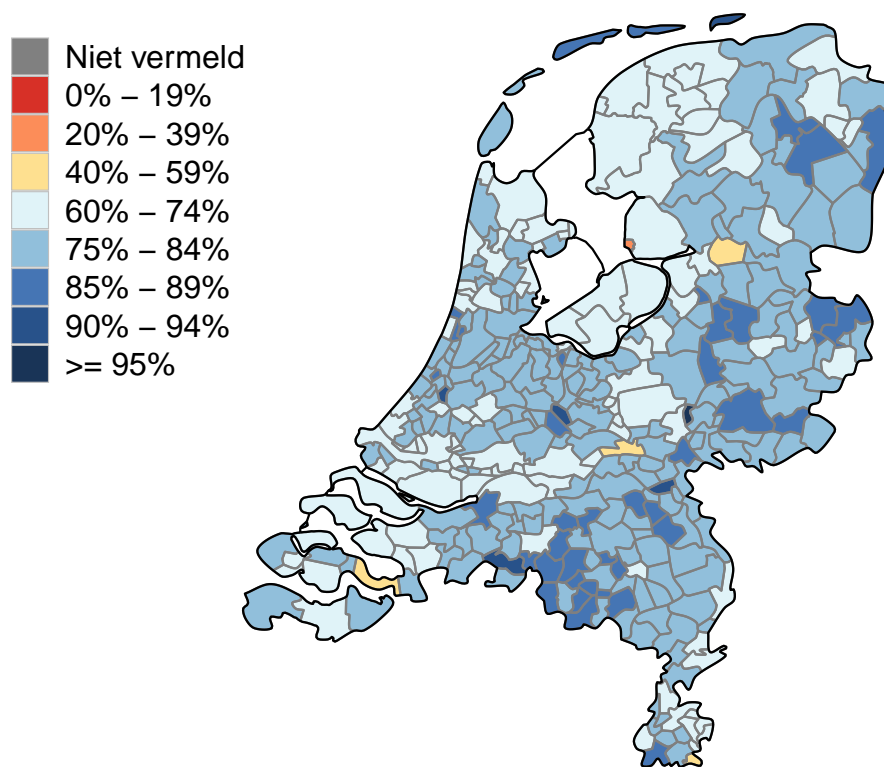 Niet vermeld
0% – 19%
20% – 39%
40% – 59%
60% – 74%
75% – 84%
85% – 89%
90% – 94%
>= 95%